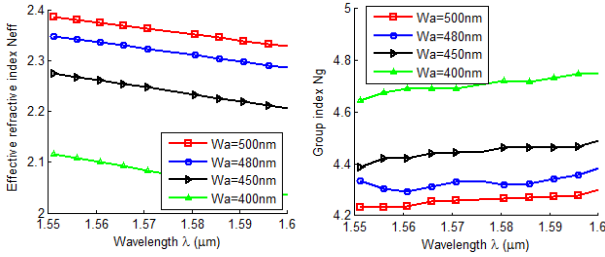 2.4
2.3
2.2
2.1
2
Effective refractive index Neff
Wa=500nm
Wa=480nm
Wa=450nm
Wa=400nm
1.55 1.56 1.57 1.58 1.59 1.6
Wavelength λ (μm)
5
4.8
4.6
4.4
4.2
Group index Ng
Wa=500nm
Wa=480nm
Wa=450nm
Wa=400nm
1.55 1.56 1.57 1.58 1.59 1.6
Wavelength λ (μm)